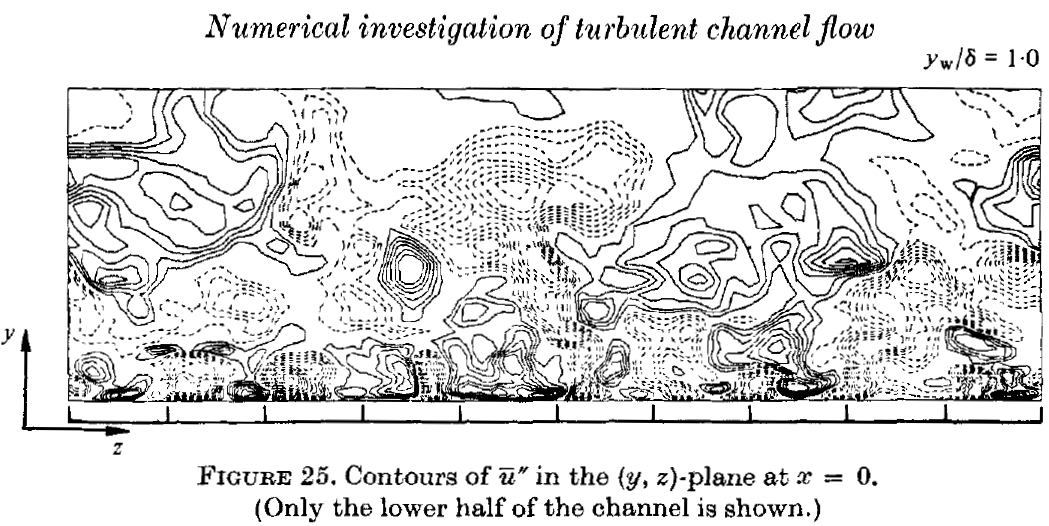 Numerical investigation of turbulent channel flow
y_w/δ = 1·0
y
z
FIGURE 25. Contours of u̅″ in the (y, z)-plane at x = 0.
(Only the lower half of the channel is shown.)